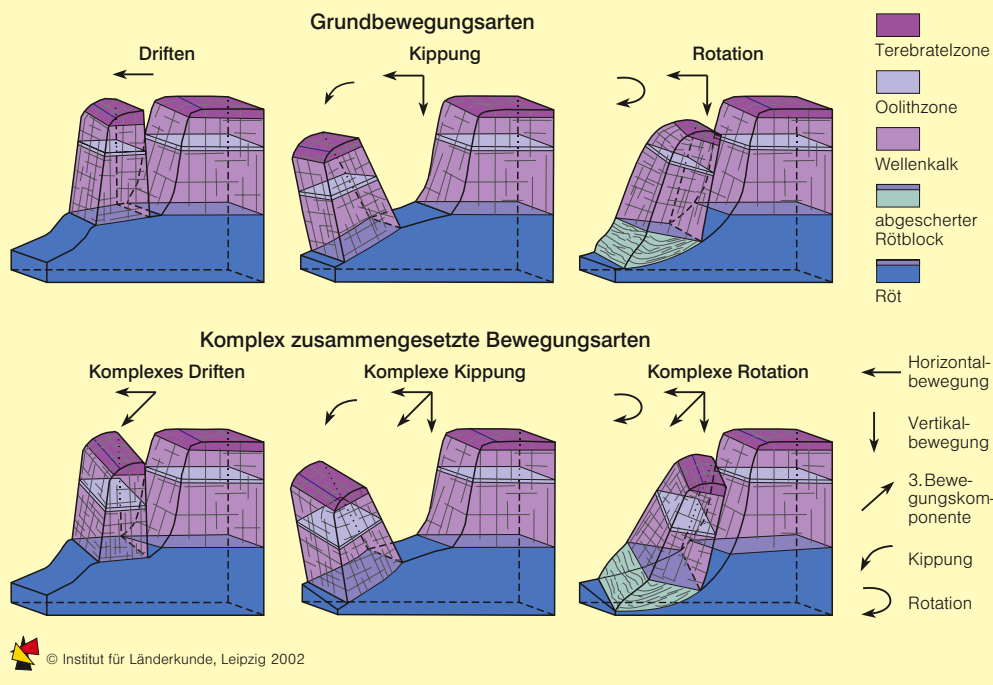 Grundbewegungsarten
Driften
Kippung
Rotation
Terebratelzone
Oolithzone
Wellenkalk
abgescherter
Rötblock
Röt
Komplex zusammengesetzte Bewegungsarten
Komplexes Driften
Komplexe Kippung
Komplexe Rotation
Horizontal-
bewegung
Vertikal-
bewegung
3.Bewe-
gungskom-
ponente
Kippung
Rotation
© Institut für Länderkunde, Leipzig 2002